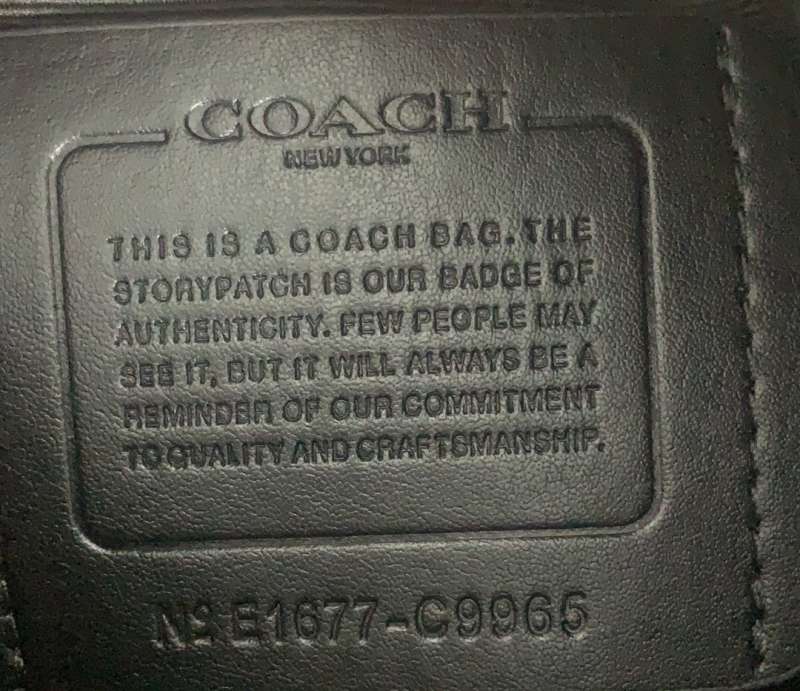 COACH
NEW YORK
THIS IS A COACH BAG. THE
STORYPATCH IS OUR BADGE OF
AUTHENTICITY. FEW PEOPLE MAY
SEE IT, BUT IT WILL ALWAYS BE A
REMINDER OF OUR COMMITMENT
TO QUALITY AND CRAFTSMANSHIP.
Nº E1677-C9965